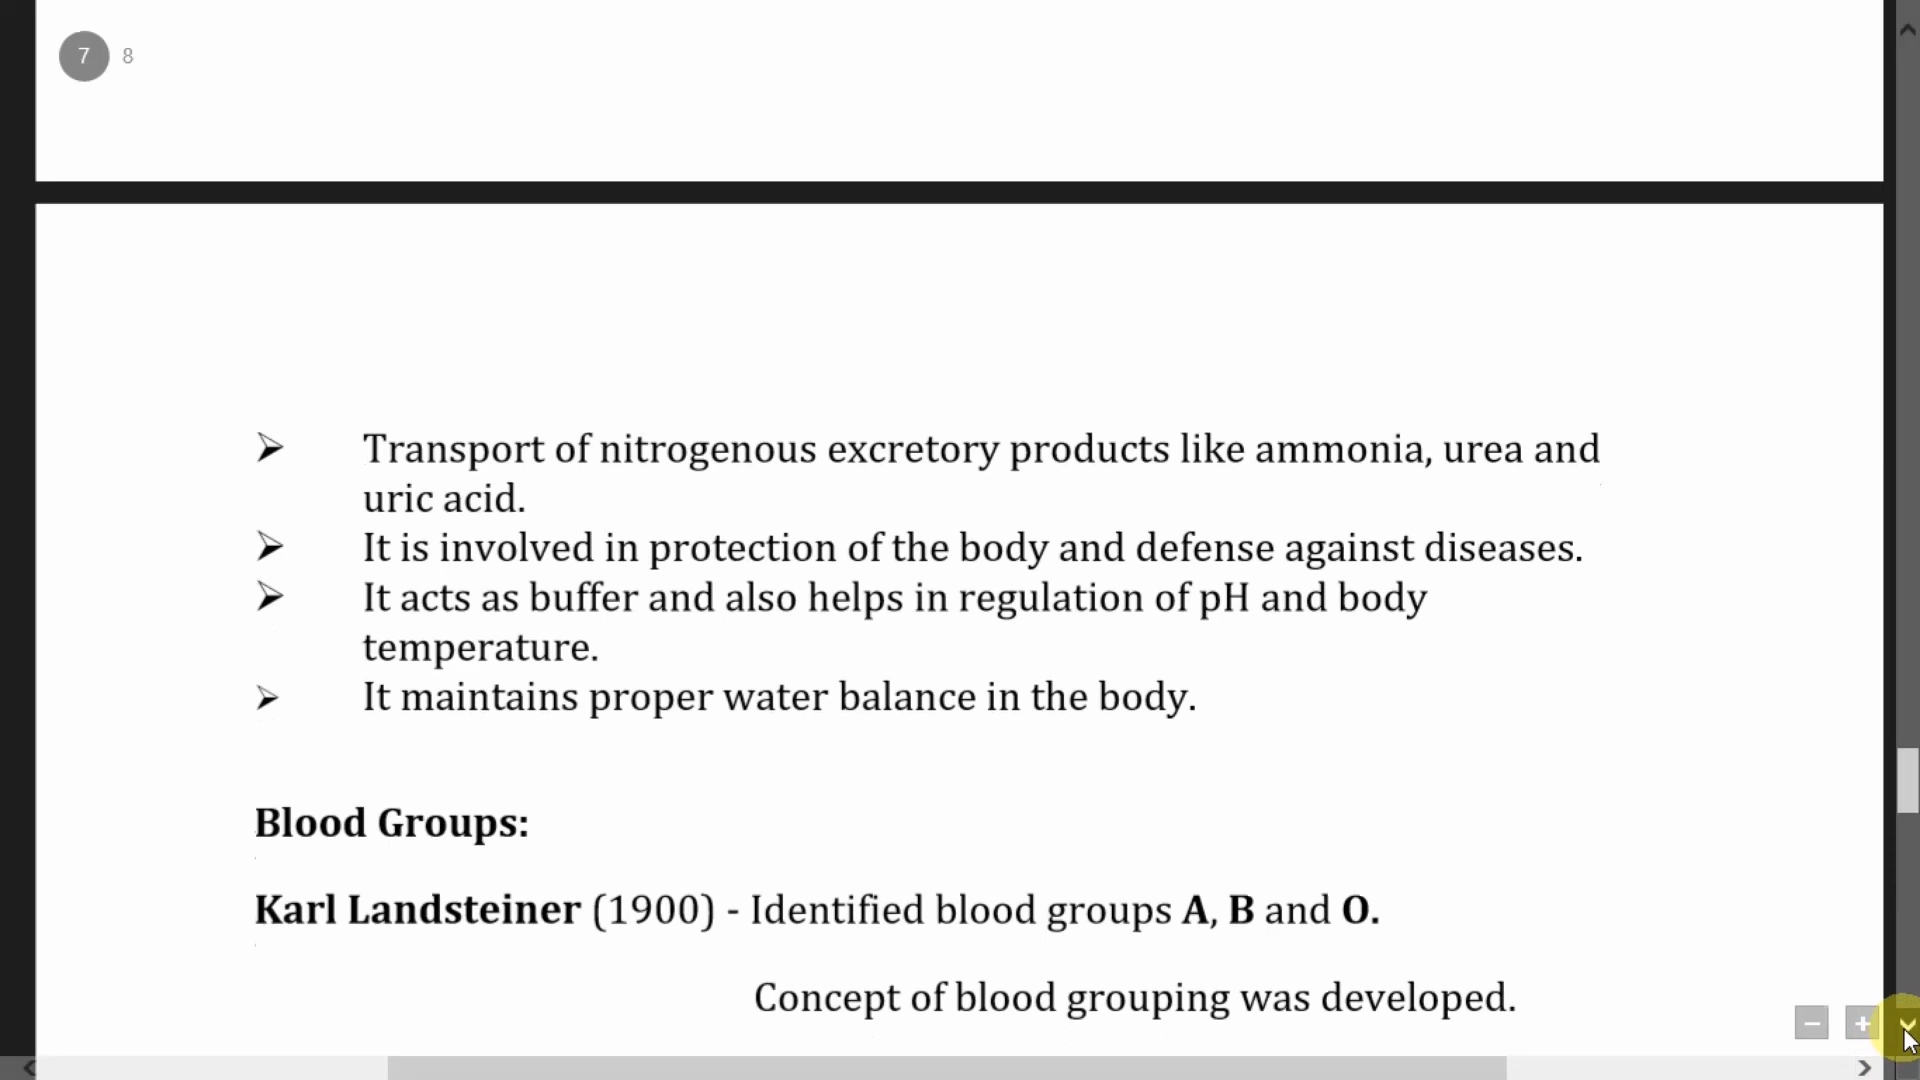 7 8
➢ Transport of nitrogenous excretory products like ammonia, urea and
uric acid.
➢ It is involved in protection of the body and defense against diseases.
➢ It acts as buffer and also helps in regulation of pH and body
temperature.
➢ It maintains proper water balance in the body.
Blood Groups:
Karl Landsteiner (1900) - Identified blood groups A, B and O.
Concept of blood grouping was developed.